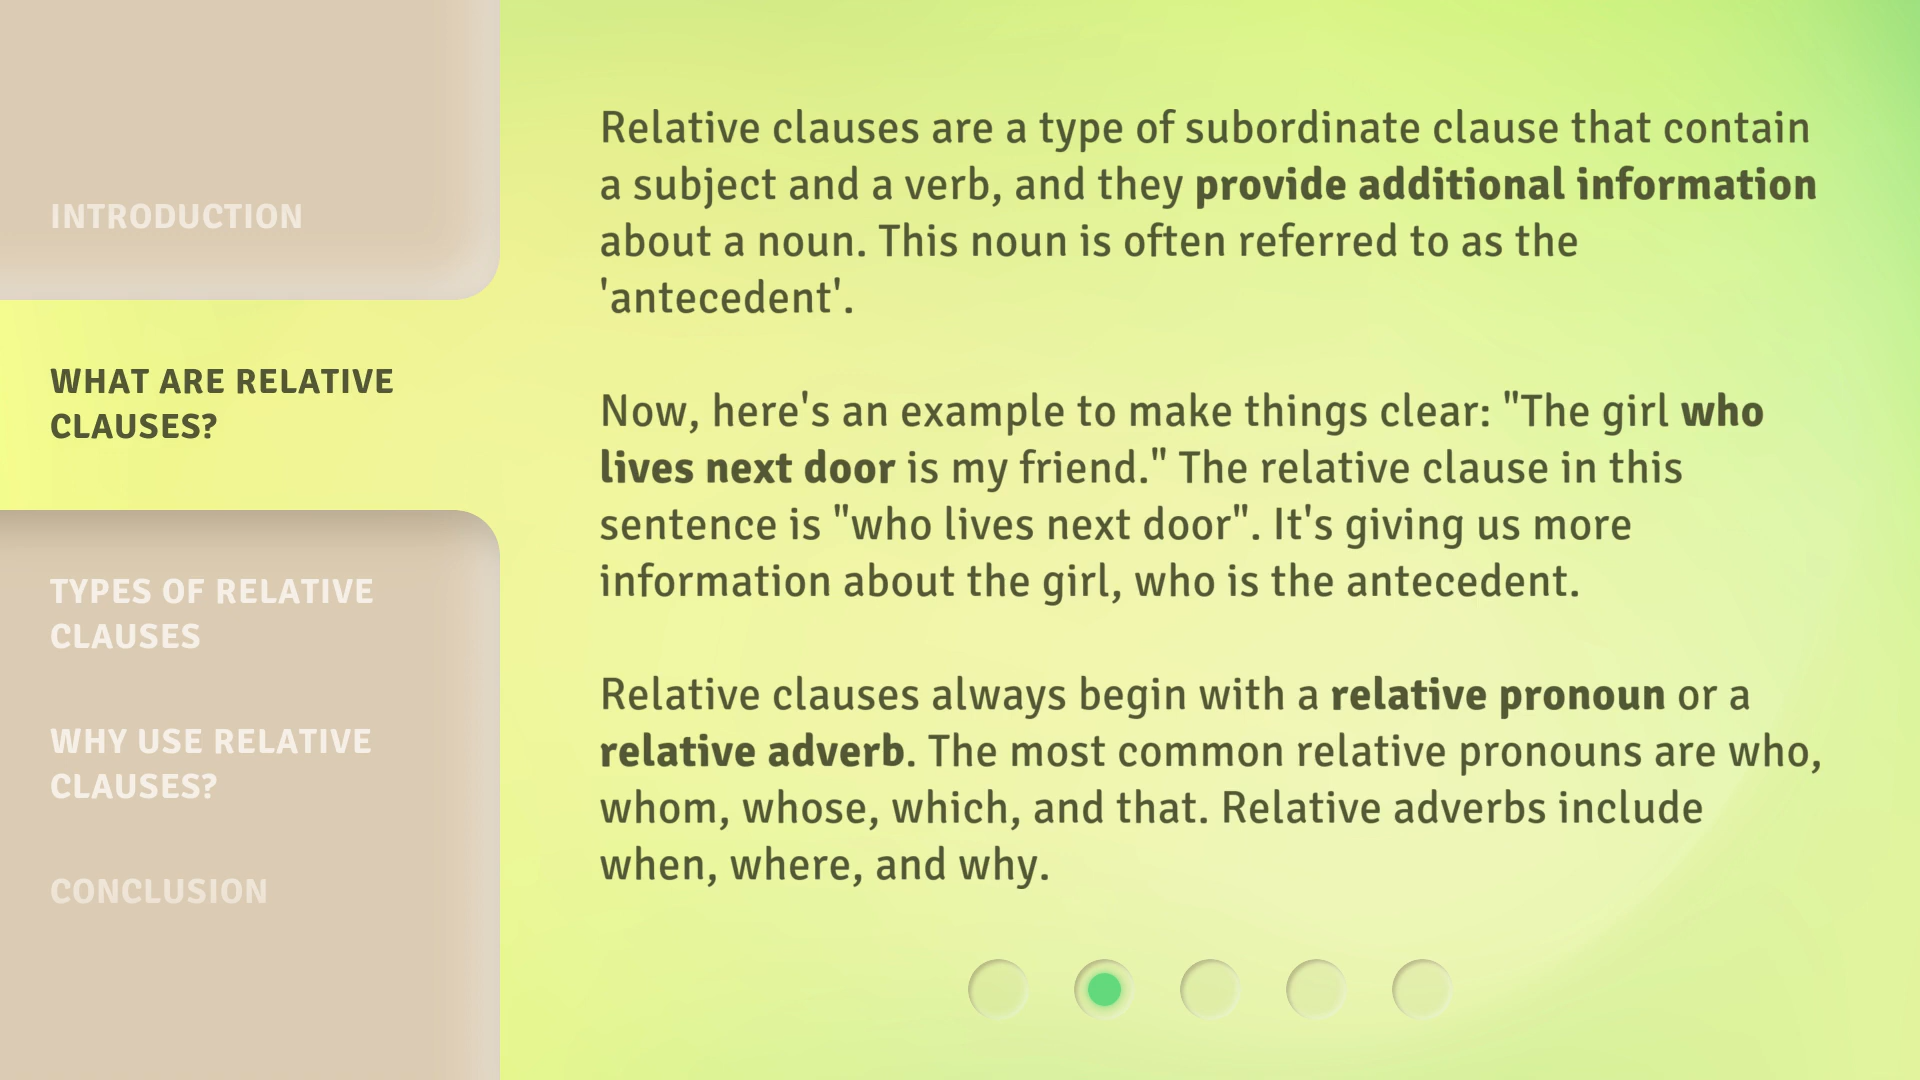 INTRODUCTION
WHAT ARE RELATIVE
CLAUSES?
TYPES OF RELATIVE
CLAUSES
WHY USE RELATIVE
CLAUSES?
CONCLUSION
Relative clauses are a type of subordinate clause that contain
a subject and a verb, and they provide additional information
about a noun. This noun is often referred to as the
'antecedent'.
Now, here's an example to make things clear: "The girl who
lives next door is my friend." The relative clause in this
sentence is "who lives next door". It's giving us more
information about the girl, who is the antecedent.
Relative clauses always begin with a relative pronoun or a
relative adverb. The most common relative pronouns are who,
whom, whose, which, and that. Relative adverbs include
when, where, and why.